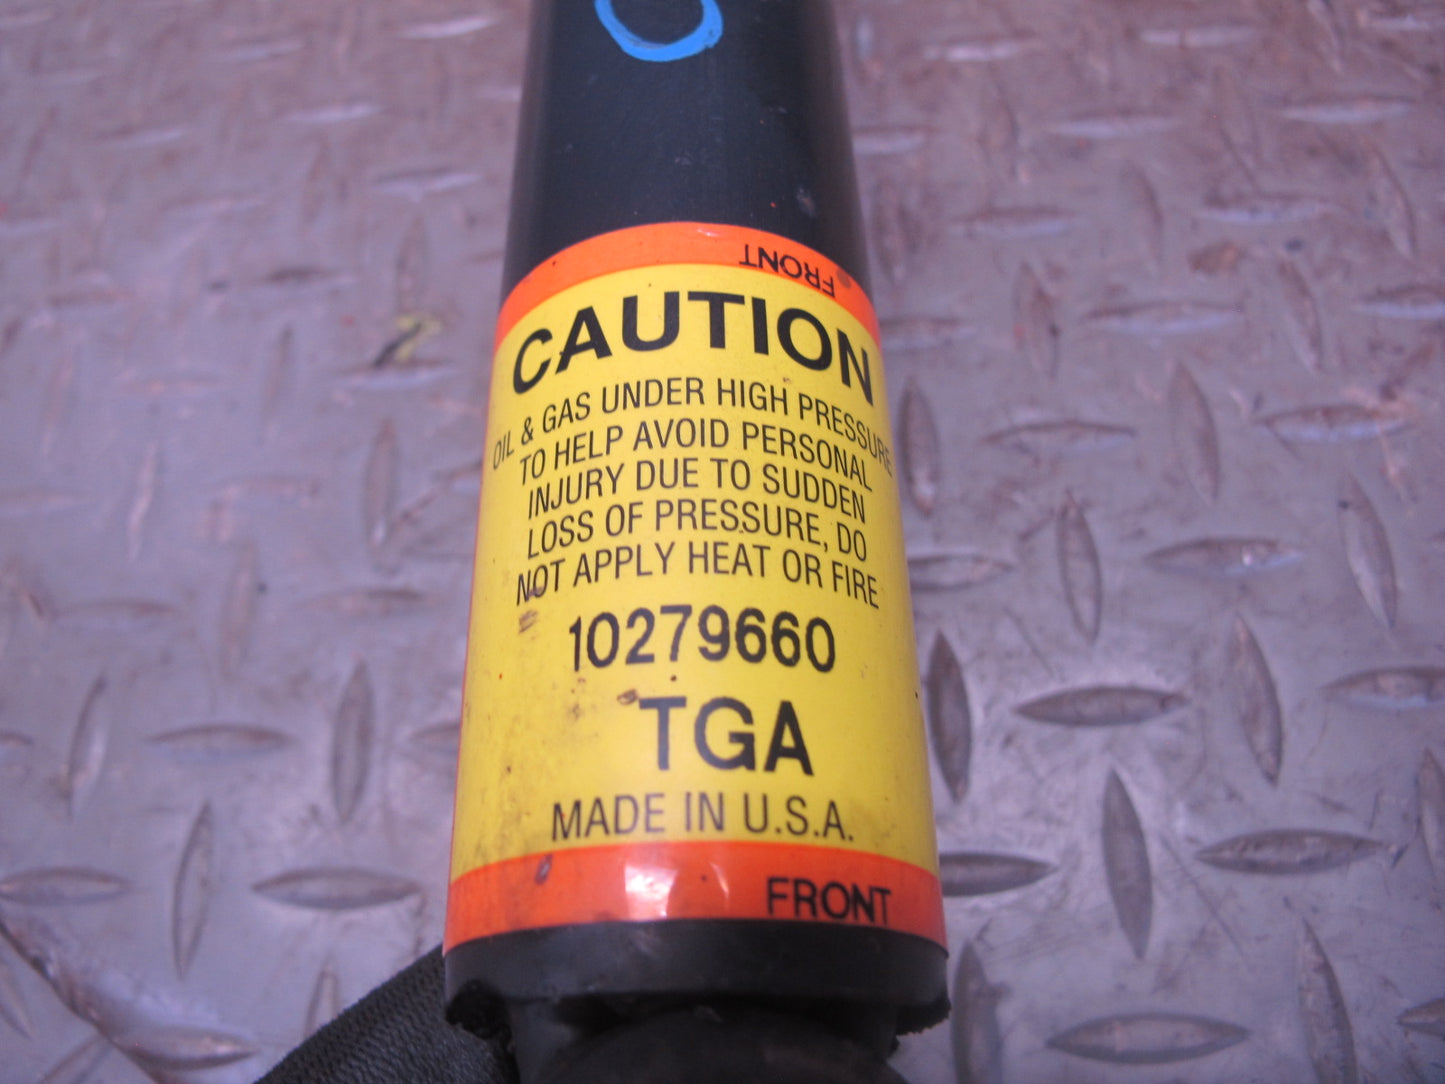 FRONT
CAUTION
OIL & GAS UNDER HIGH PRESSURE
TO HELP AVOID PERSONAL
INJURY DUE TO SUDDEN
LOSS OF PRESSURE, DO
NOT APPLY HEAT OR FIRE
10279660
TGA
MADE IN U.S.A.
FRONT